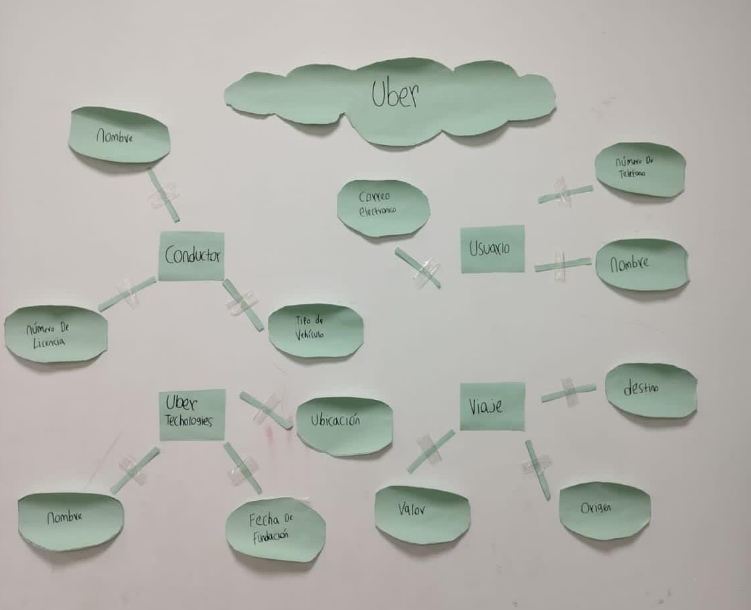 Uber
Nombre
Conductor
Número De
Licencia
Tipo de
Vehículo
Correo
electronico
Usuario
Número De
Teléfono
Nombre
Uber
Techologies
Ubicación
Nombre
Fecha De
Fundación
Viaje
destino
Valor
Origen